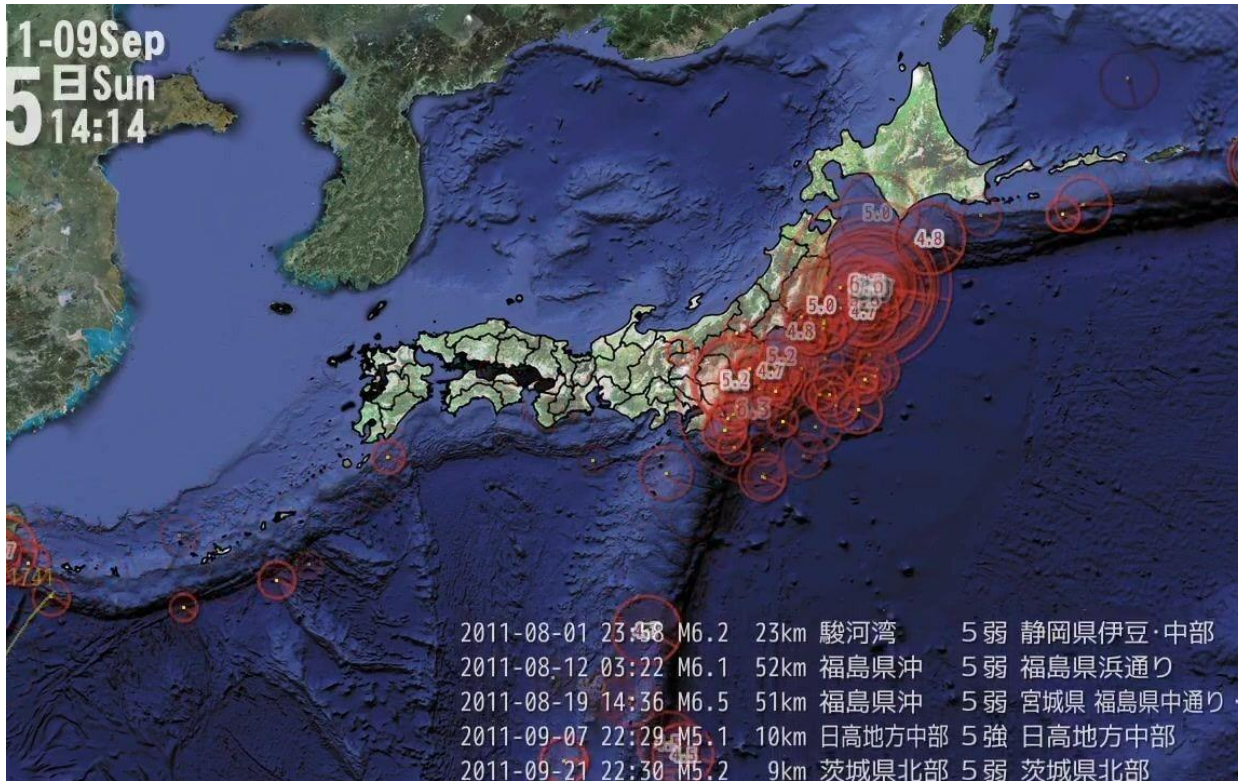 1-09Sep
5日Sun
14:14
5.0
4.8
5.0
4.7
4.8
5.2
4.7
5.2
1741
2011-08-01 23:58 M6.2 23km 駿河湾 5弱 静岡県伊豆・中部
2011-08-12 03:22 M6.1 52km 福島県沖 5弱 福島県浜通り
2011-08-19 14:36 M6.5 51km 福島県沖 5弱 宮城県 福島県中通り・
2011-09-07 22:29 M5.1 10km 日高地方中部 5強 日高地方中部
2011-09-21 22:30 M5.2 9km 茨城県北部 5弱 茨城県北部